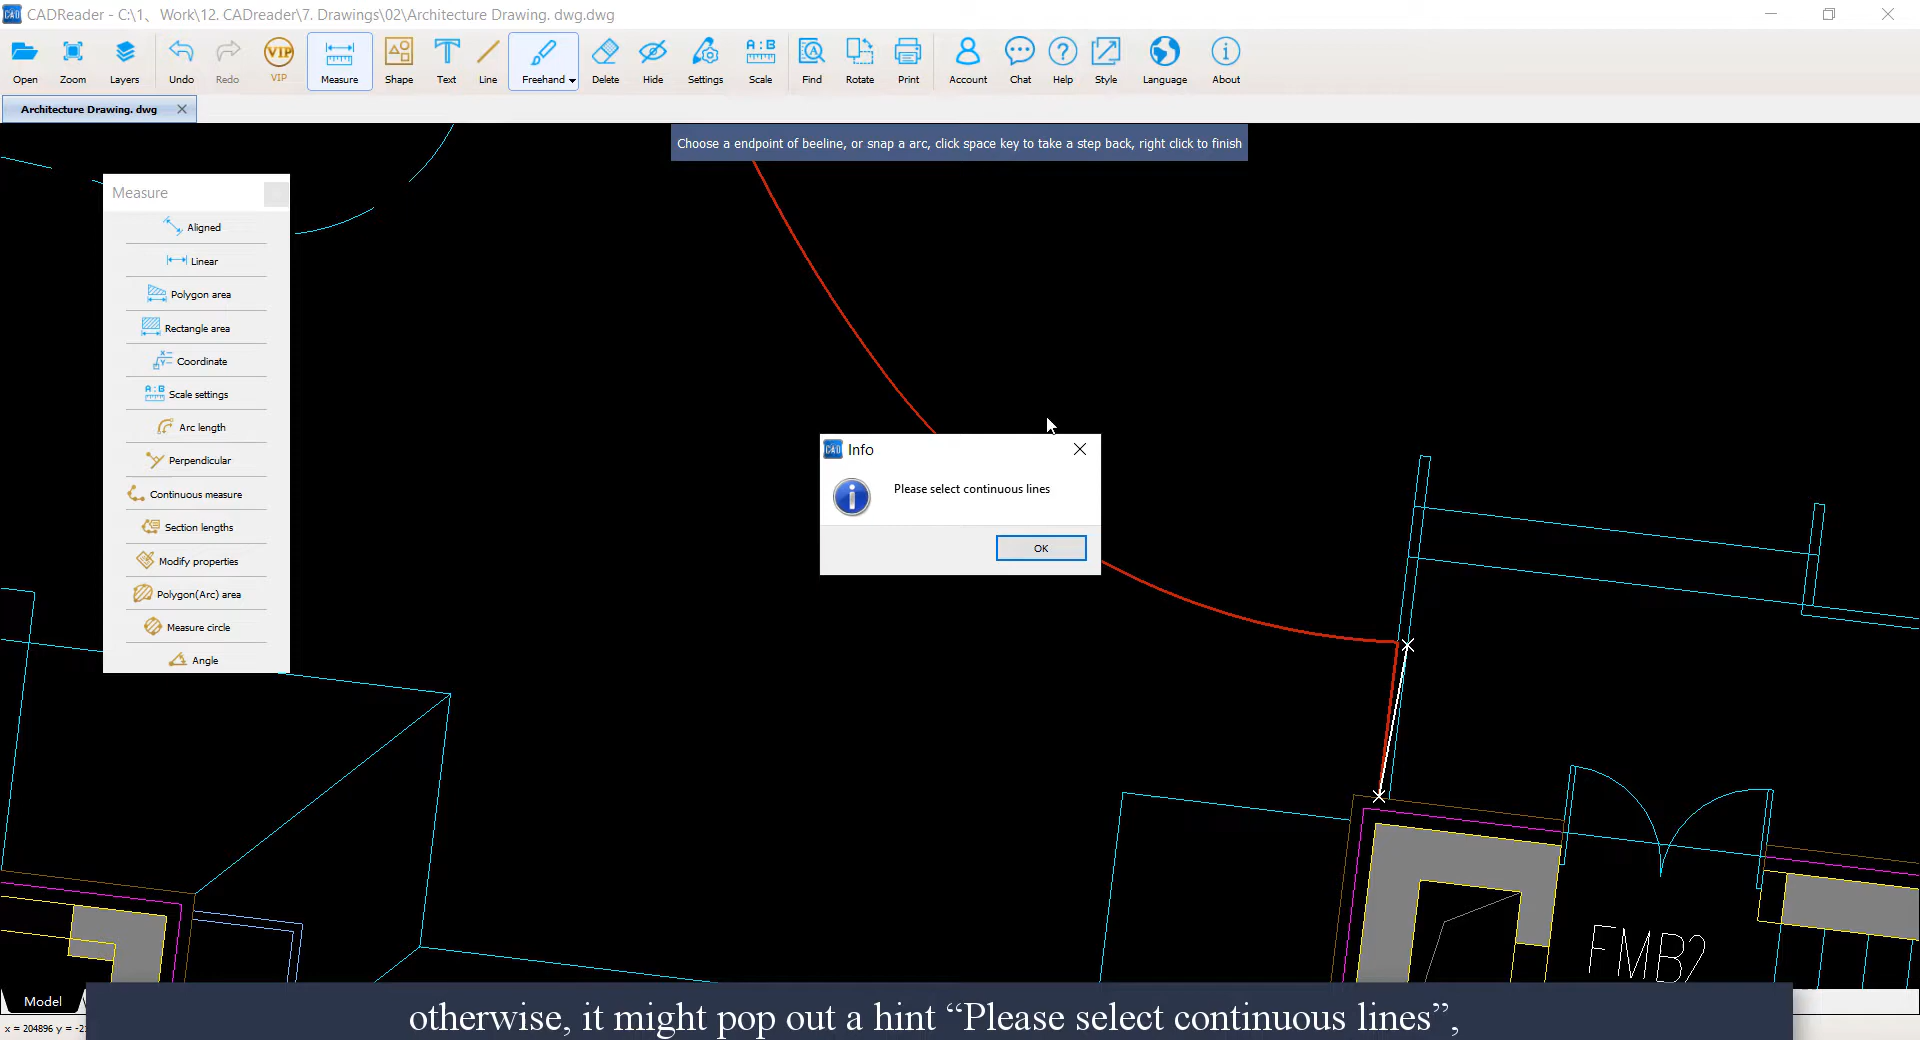 CAD CADReader - C:\1、Work\12. CADreader\7. Drawings\02\Architecture Drawing. dwg.dwg
VIP A:B
Open Zoom Layers Undo Redo VIP Measure Shape Text Line Freehand Delete Hide Settings Scale Find Rotate Print Account Chat Help Style Language About
Architecture Drawing. dwg
Choose a endpoint of beeline, or snap a arc, click space key to take a step back, right click to finish
Measure
Aligned
Linear
Polygon area
Rectangle area
Coordinate
A:B Scale settings
Arc length
Perpendicular
Continuous measure
Section lengths
Modify properties
Polygon(Arc) area
Measure circle
Angle
CAD Info
Please select continuous lines
OK
FMB2
Model
x = 204896 y = -2
otherwise, it might pop out a hint “Please select continuous lines”,